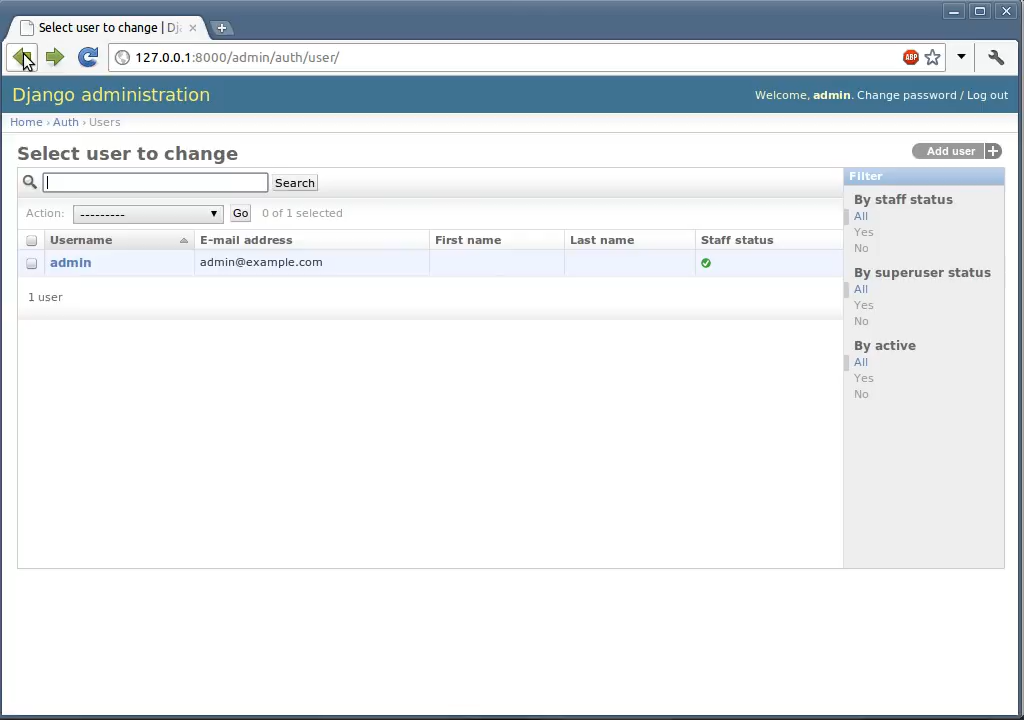 Select user to change | Dj
127.0.0.1:8000/admin/auth/user/
ABP
Django administration
Welcome, admin. Change password / Log out
Home › Auth › Users
Select user to change
Add user
Search
Filter
Action: --------- Go 0 of 1 selected
Username E-mail address First name Last name Staff status
admin admin@example.com
1 user
By staff status
All
Yes
No
By superuser status
All
Yes
No
By active
All
Yes
No